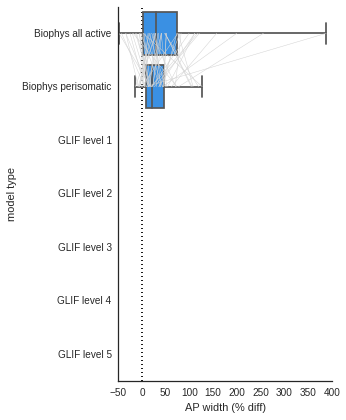 Biophys all active
Biophys perisomatic
GLIF level 1
GLIF level 2
GLIF level 3
GLIF level 4
GLIF level 5
model type
−50 0 50 100 150 200 250 300 350 400
AP width (% diff)